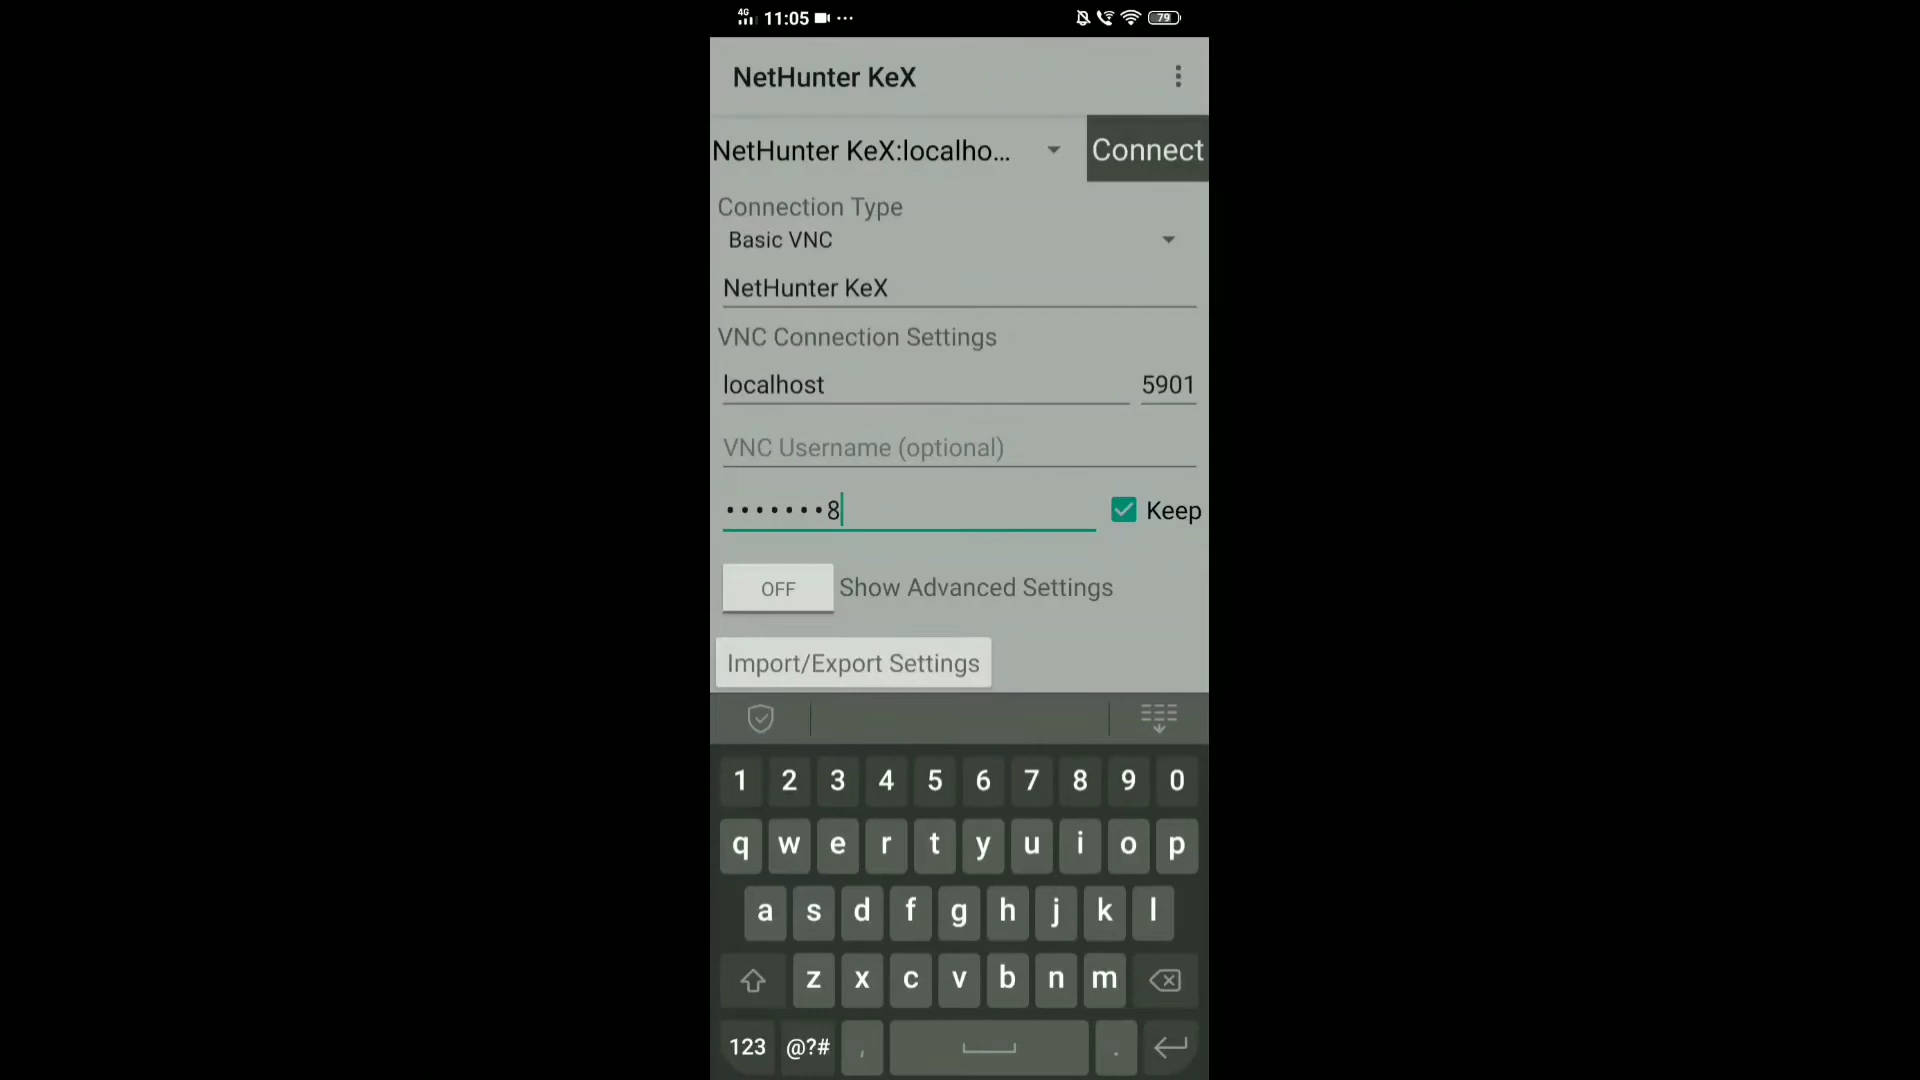 4G 11:05 ... 79
NetHunter KeX
NetHunter KeX:localho... Connect
Connection Type
Basic VNC
NetHunter KeX
VNC Connection Settings
localhost 5901
VNC Username (optional)
•••••••8 Keep
OFF Show Advanced Settings
Import/Export Settings
1 2 3 4 5 6 7 8 9 0
q w e r t y u i o p
a s d f g h j k l
z x c v b n m
123 @?# , .